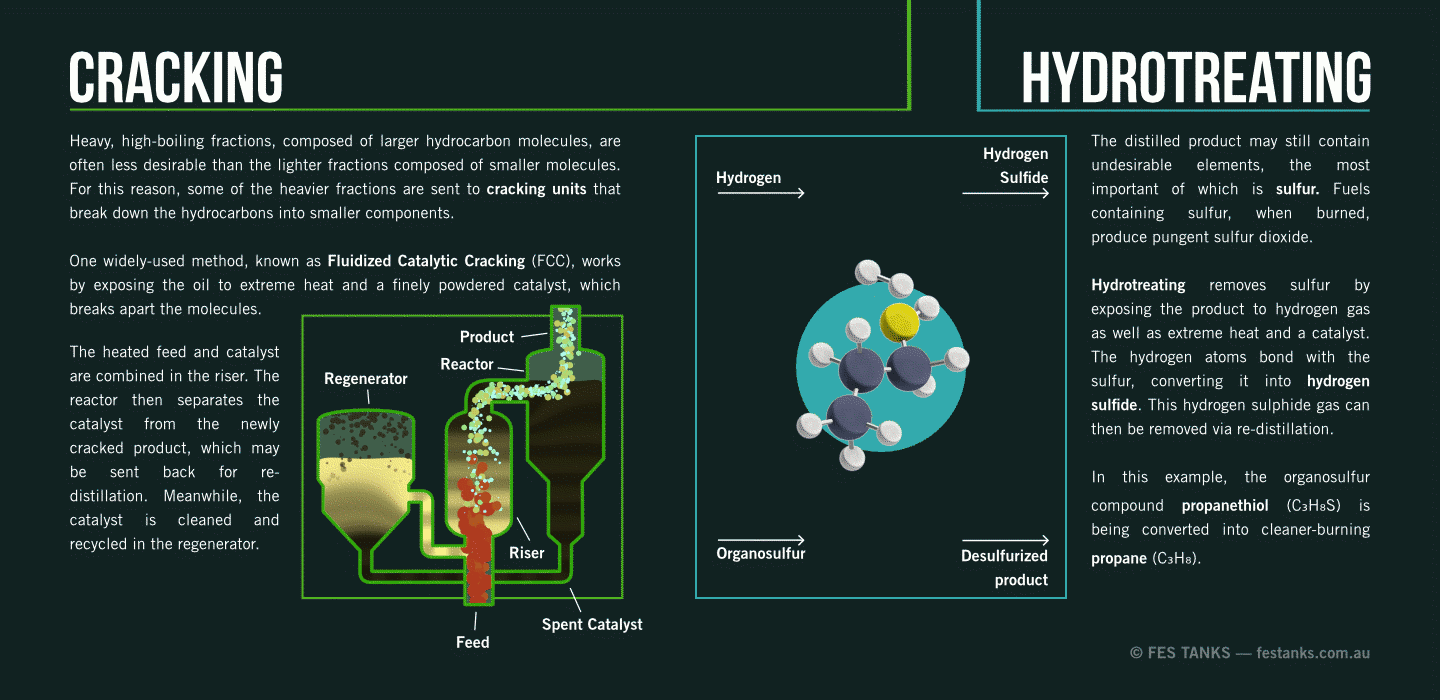 CRACKING
Heavy, high-boiling fractions, composed of larger hydrocarbon molecules, are
often less desirable than the lighter fractions composed of smaller molecules.
For this reason, some of the heavier fractions are sent to cracking units that
break down the hydrocarbons into smaller components.
One widely-used method, known as Fluidized Catalytic Cracking (FCC), works
by exposing the oil to extreme heat and a finely powdered catalyst, which
breaks apart the molecules.
The heated feed and catalyst
are combined in the riser. The
reactor then separates the
catalyst from the newly
cracked product, which may
be sent back for re-
distillation. Meanwhile, the
catalyst is cleaned and
recycled in the regenerator.
Product
Reactor
Regenerator
Riser
Spent Catalyst
Feed
HYDROTREATING
Hydrogen
Hydrogen
Sulfide
Organosulfur
Desulfurized
product
The distilled product may still contain
undesirable elements, the most
important of which is sulfur. Fuels
containing sulfur, when burned,
produce pungent sulfur dioxide.
Hydrotreating removes sulfur by
exposing the product to hydrogen gas
as well as extreme heat and a catalyst.
The hydrogen atoms bond with the
sulfur, converting it into hydrogen
sulfide. This hydrogen sulphide gas can
then be removed via re-distillation.
In this example, the organosulfur
compound propanethiol (C₃H₈S) is
being converted into cleaner-burning
propane (C₃H₈).
© FES TANKS — festanks.com.au